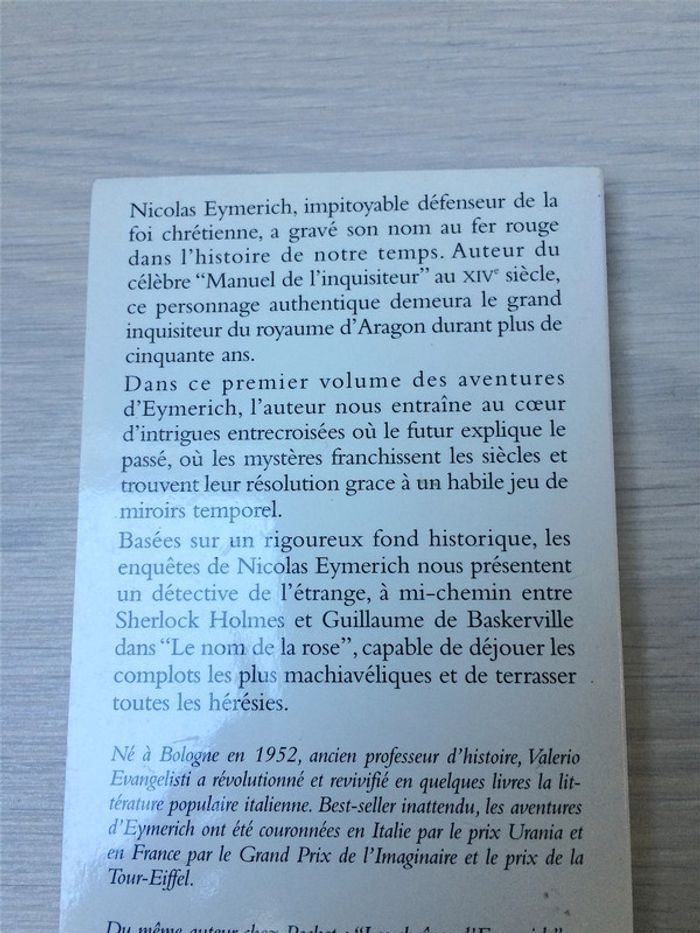 Nicolas Eymerich, impitoyable défenseur de la
foi chrétienne, a gravé son nom au fer rouge
dans l'histoire de notre temps. Auteur du
célèbre "Manuel de l'inquisiteur" au XIVe siècle,
ce personnage authentique demeura le grand
inquisiteur du royaume d'Aragon durant plus de
cinquante ans.
Dans ce premier volume des aventures
d'Eymerich, l'auteur nous entraîne au cœur
d'intrigues entrecroisées où le futur explique le
passé, où les mystères franchissent les siècles et
trouvent leur résolution grace à un habile jeu de
miroirs temporel.
Basées sur un rigoureux fond historique, les
enquêtes de Nicolas Eymerich nous présentent
un détective de l'étrange, à mi-chemin entre
Sherlock Holmes et Guillaume de Baskerville
dans "Le nom de la rose", capable de déjouer les
complots les plus machiavéliques et de terrasser
toutes les hérésies.
Né à Bologne en 1952, ancien professeur d'histoire, Valerio
Evangelisti a révolutionné et revivifié en quelques livres la lit-
térature populaire italienne. Best-seller inattendu, les aventures
d'Eymerich ont été couronnées en Italie par le prix Urania et
en France par le Grand Prix de l'Imaginaire et le prix de la
Tour-Eiffel.
Du même auteur chez Pocket : "Les